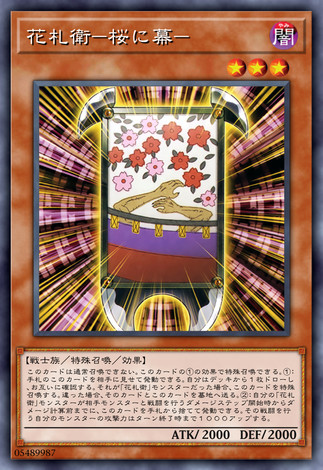 花札衛－桜に幕－
闇
やみ
【戦士族／特殊召喚／効果】
このカードは通常召喚できない。このカードの①の効果で特殊召喚できる。①：
手札のこのカードを相手に見せて発動できる。自分はデッキから１枚ドローし、
お互いに確認する。それが「花札衛」モンスターだった場合、このカードを特殊召
喚する。違った場合、そのカードとこのカードを墓地へ送る。②：自分の「花札
衛」モンスターが相手モンスターと戦闘を行うダメージステップ開始時からダ
メージ計算前までに、このカードを手札から捨てて発動できる。その戦闘を行
う自分のモンスターの攻撃力はターン終了時まで１０００アップする。
ATK/ 2000 DEF/2000
05489987